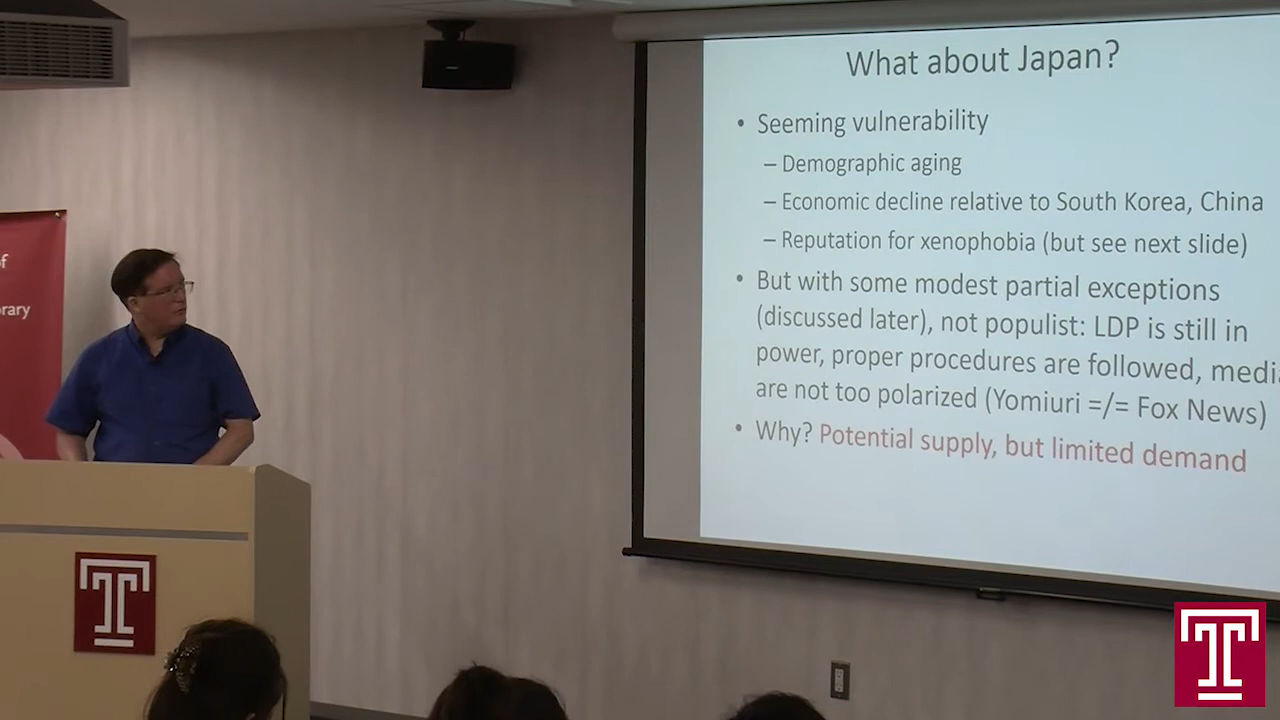 What about Japan?
• Seeming vulnerability
– Demographic aging
– Economic decline relative to South Korea, China
– Reputation for xenophobia (but see next slide)
• But with some modest partial exceptions
(discussed later), not populist: LDP is still in
power, proper procedures are followed, medi
are not too polarized (Yomiuri =/= Fox News)
• Why? Potential supply, but limited demand
f
rary
T
T